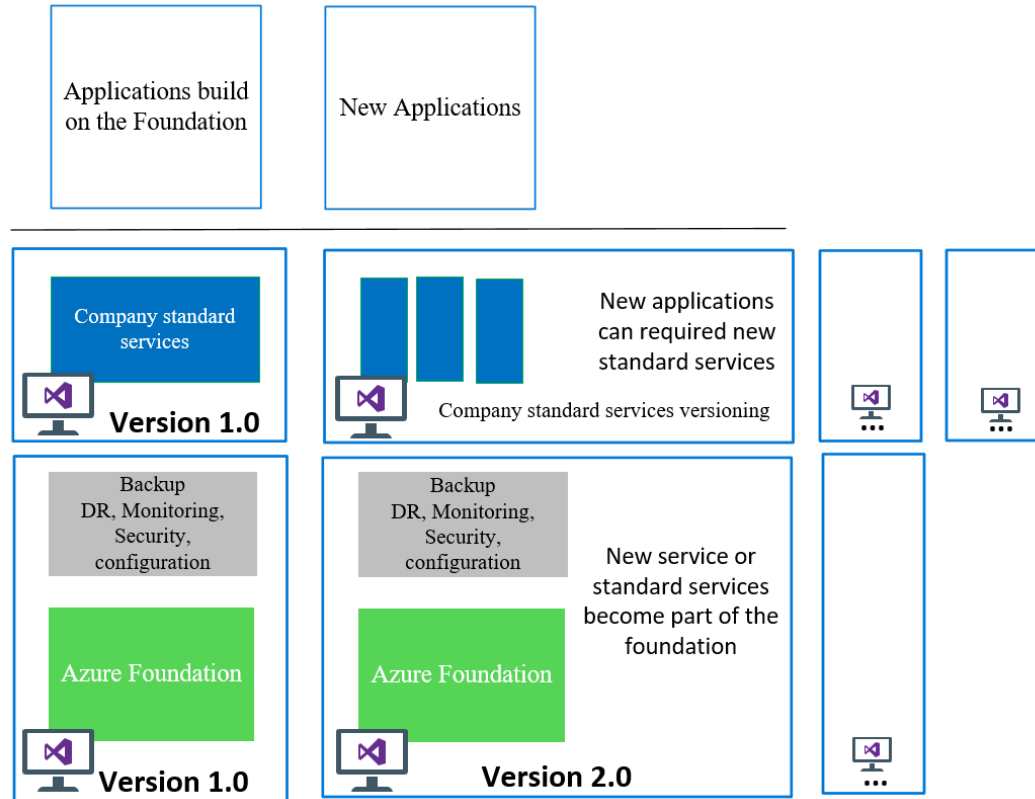 Applications build
on the Foundation
New Applications
Company standard
services
Version 1.0
New applications
can required new
standard services
Company standard services versioning
...
...
Backup
DR, Monitoring,
Security,
configuration
Azure Foundation
Version 1.0
Backup
DR, Monitoring,
Security,
configuration
Azure Foundation
New service or
standard services
become part of the
foundation
Version 2.0
...